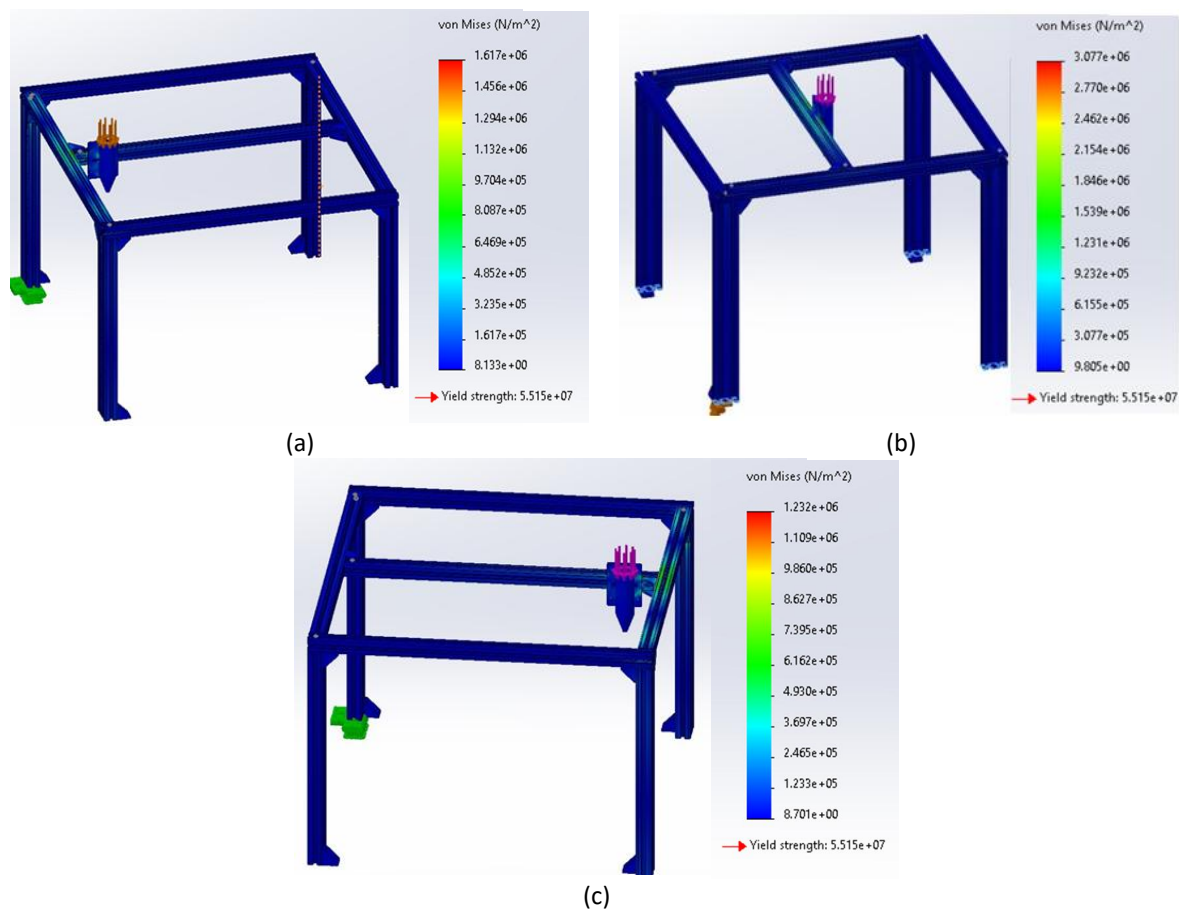 von Mises (N/m^2)
1.617e+06
1.456e+06
1.294e+06
1.132e+06
9.704e+05
8.087e+05
6.469e+05
4.852e+05
3.235e+05
1.617e+05
8.133e+00
Yield strength: 5.515e+07
(a)
von Mises (N/m^2)
3.077e+06
2.770e+06
2.462e+06
2.154e+06
1.846e+06
1.539e+06
1.231e+06
9.232e+05
6.155e+05
3.077e+05
9.805e+00
Yield strength: 5.515e+07
(b)
von Mises (N/m^2)
1.232e+06
1.109e+06
9.860e+05
8.627e+05
7.395e+05
6.162e+05
4.930e+05
3.697e+05
2.465e+05
1.233e+05
8.701e+00
Yield strength: 5.515e+07
(c)